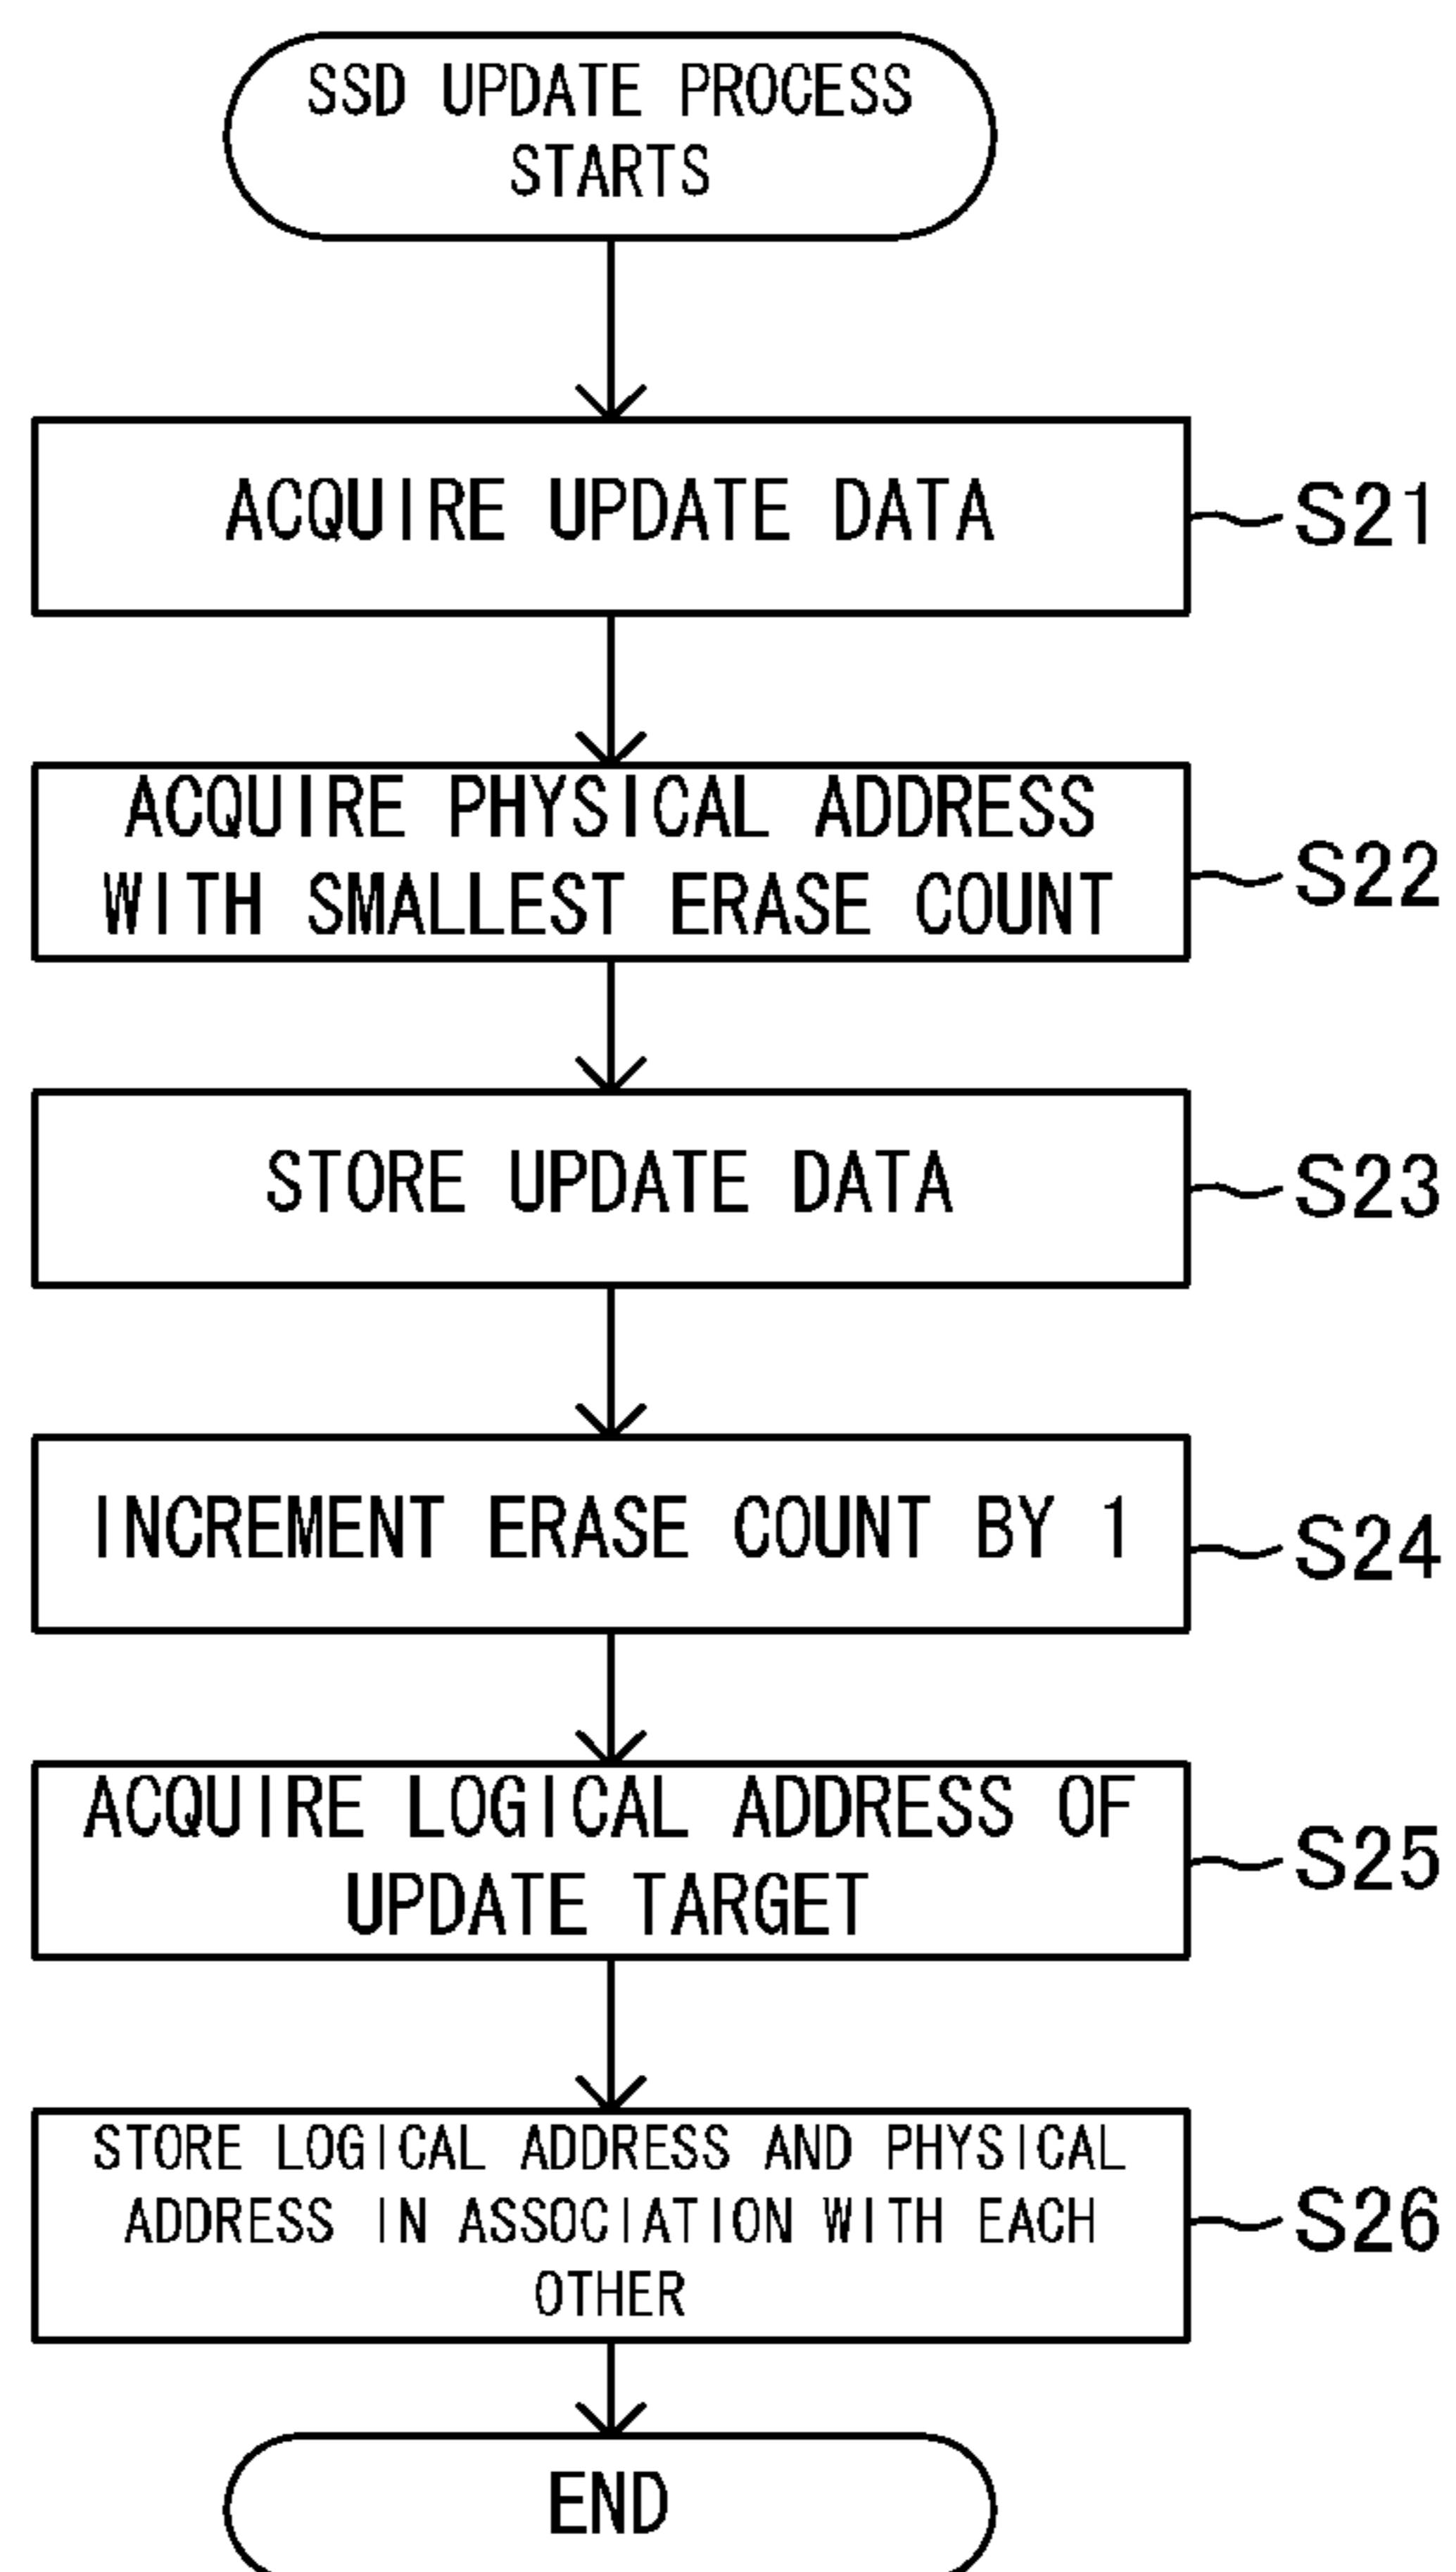 SSD UPDATE PROCESS
STARTS
ACQUIRE UPDATE DATA
S21
ACQUIRE PHYSICAL ADDRESS
WITH SMALLEST ERASE COUNT
S22
STORE UPDATE DATA
S23
INCREMENT ERASE COUNT BY 1
S24
ACQUIRE LOGICAL ADDRESS OF
UPDATE TARGET
S25
STORE LOGICAL ADDRESS AND PHYSICAL
ADDRESS IN ASSOCIATION WITH EACH
OTHER
S26
END